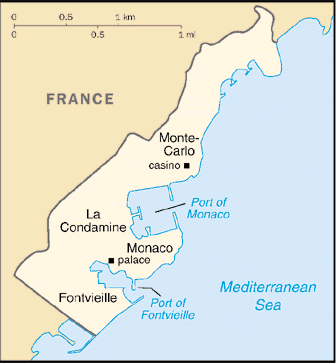 0 0.5 1 km
0 0.5 1 mi
FRANCE
Monte-
Carlo
casino
Port of
Monaco
La
Condamine
Monaco
palace
Fontvieille
Port of
Fontvieille
Mediterranean
Sea